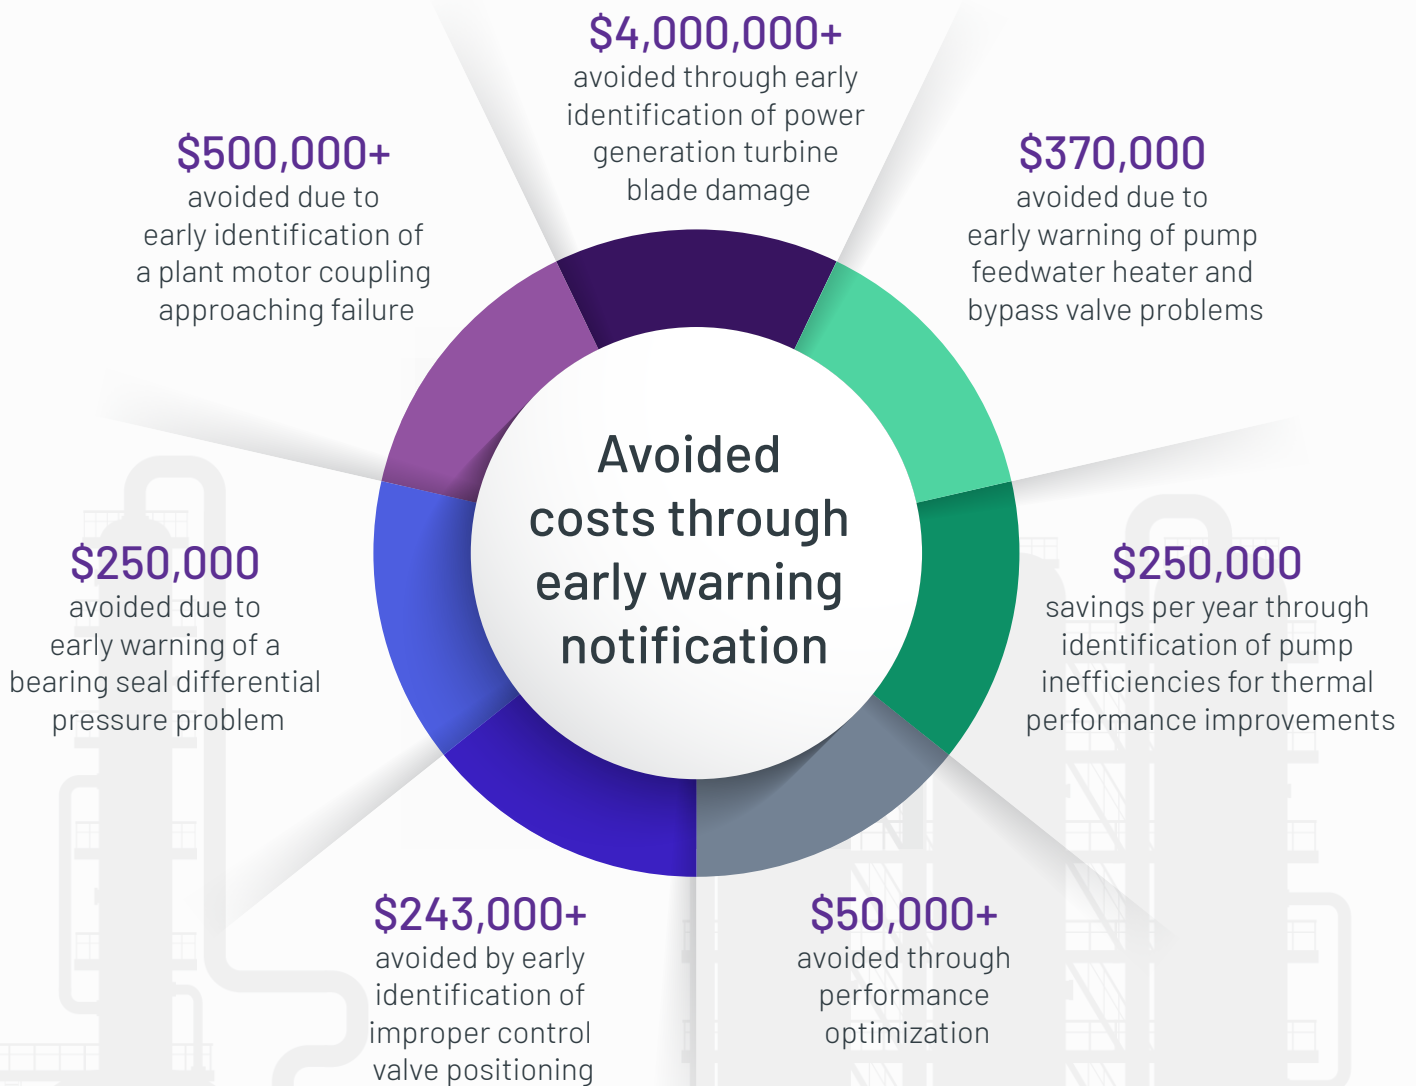 $4,000,000+
avoided through early
identification of power
generation turbine
blade damage
$500,000+
avoided due to
early identification of
a plant motor coupling
approaching failure
$370,000
avoided due to
early warning of pump
feedwater heater and
bypass valve problems
Avoided
costs through
early warning
notification
$250,000
avoided due to
early warning of a
bearing seal differential
pressure problem
$250,000
savings per year through
identification of pump
inefficiencies for thermal
performance improvements
$243,000+
avoided by early
identification of
improper control
valve positioning
$50,000+
avoided through
performance
optimization